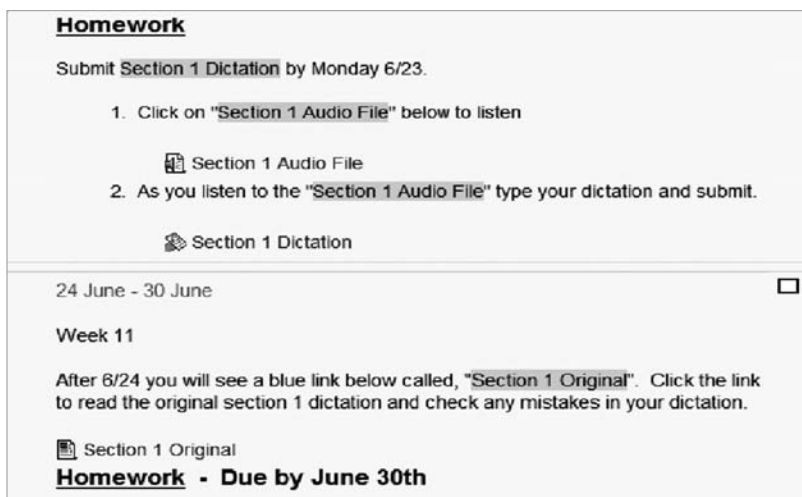 Homework
Submit Section 1 Dictation by Monday 6/23.
1. Click on "Section 1 Audio File" below to listen
Section 1 Audio File
2. As you listen to the "Section 1 Audio File" type your dictation and submit.
Section 1 Dictation
24 June - 30 June
Week 11
After 6/24 you will see a blue link below called, "Section 1 Original". Click the link
to read the original section 1 dictation and check any mistakes in your dictation.
Section 1 Original
Homework - Due by June 30th